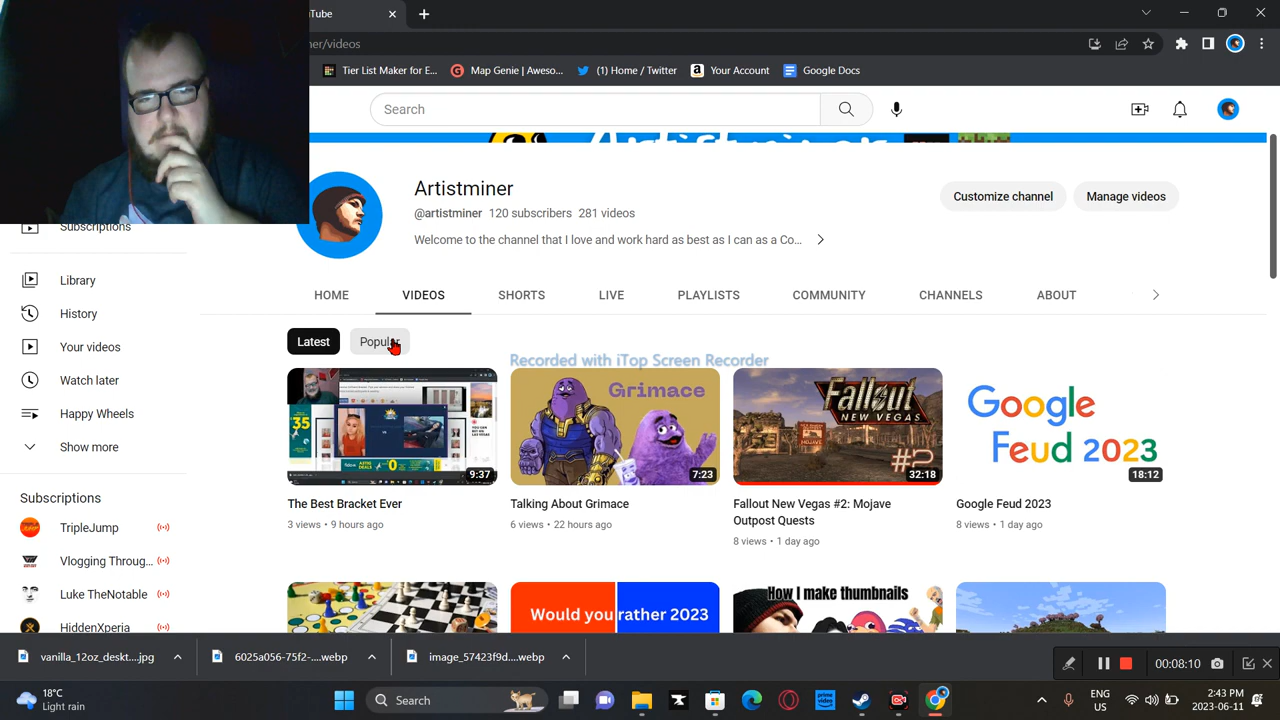 Tube
ner/videos
Tier List Maker for E...
Map Genie | Aweso...
(1) Home / Twitter
Your Account
Google Docs
Search
Artistminer
@artistminer 120 subscribers 281 videos
Customize channel
Manage videos
Welcome to the channel that I love and work hard as best as I can as a Co...
Subscriptions
Library
History
Your videos
Watch later
Happy Wheels
Show more
Subscriptions
TripleJump
Vlogging Throug...
Luke TheNotable
HiddenXperia
HOME VIDEOS SHORTS LIVE PLAYLISTS COMMUNITY CHANNELS ABOUT
Latest Popular
Recorded with iTop Screen Recorder
35
0
9:37
The Best Bracket Ever
3 views • 9 hours ago
Grimace
7:23
Talking About Grimace
6 views • 22 hours ago
Fallout
NEW VEGAS
#2
32:18
Fallout New Vegas #2: Mojave
Outpost Quests
8 views • 1 day ago
Google
Feud 2023
18:12
Google Feud 2023
8 views • 1 day ago
Would you rather 2023
How I make thumbnails
vanilla_12oz_deskt....jpg
6025a056-75f2-....webp
image_57423f9d....webp
00:08:10
18°C
Light rain
Search
prime video
ENG
US
2:43 PM
2023-06-11